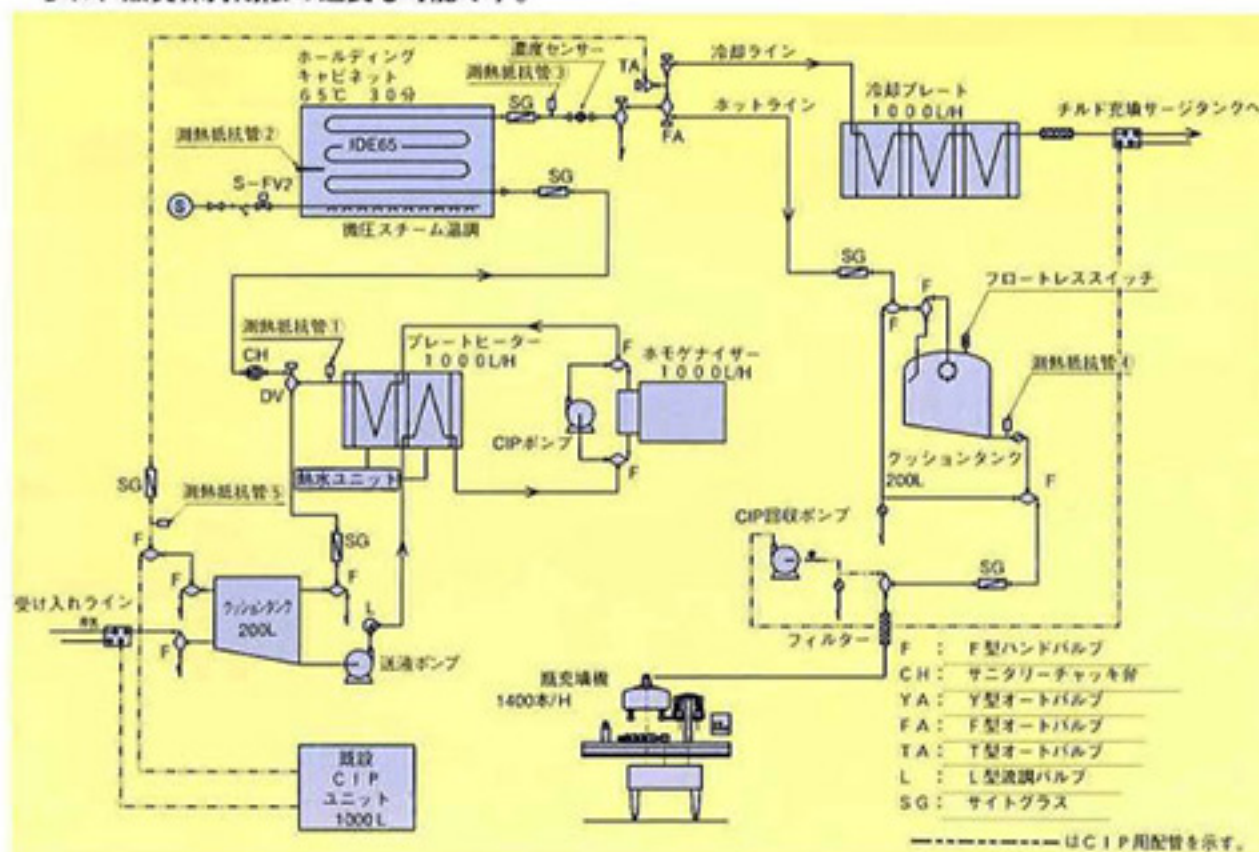 ホールディング
キャビネット
65℃ 30分
測熱抵抗管②
IDE65
S-FV2
S
微圧スチーム温調
SG
測熱抵抗管③
濃度センサー
TA
FA
冷却ライン
ホットライン
冷却プレート
1000L/H
チルド充填サージタンクへ
SG
SG
F
F
フロートレススイッチ
測熱抵抗管④
クッションタンク
200L
F
SG
測熱抵抗管①
CH
DV
プレートヒーター
1000L/H
熱水ユニット
F
CIPポンプ
F
ホモゲナイザー
1000L/H
SG
測熱抵抗管⑤
F
F
SG
F
受け入れライン
F
クッションタンク
200L
L
送液ポンプ
既設
CIP
ユニット
1000L
CIP回収ポンプ
フィルター
瓶充填機
1400本/H
F : F型ハンドバルブ
CH: サニタリーチャッキ弁
YA: Y型オートバルブ
FA: F型オートバルブ
TA: T型オートバルブ
L : L型流調バルブ
SG: サイトグラス
はCIP用配管を示す。